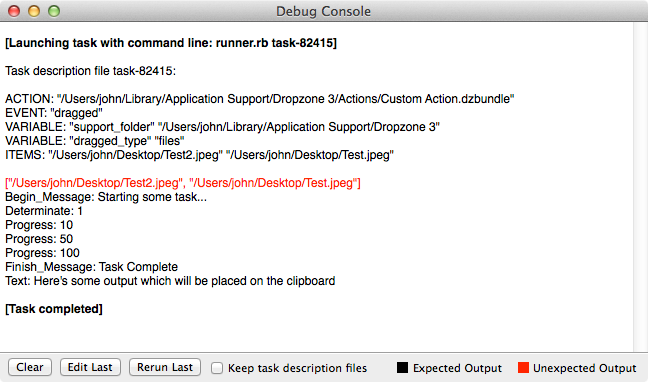 Debug Console
[Launching task with command line: runner.rb task-82415]
Task description file task-82415:
ACTION: "/Users/john/Library/Application Support/Dropzone 3/Actions/Custom Action.dzbundle"
EVENT: "dragged"
VARIABLE: "support_folder" "/Users/john/Library/Application Support/Dropzone 3"
VARIABLE: "dragged_type" "files"
ITEMS: "/Users/john/Desktop/Test2.jpeg" "/Users/john/Desktop/Test.jpeg"
["/Users/john/Desktop/Test2.jpeg", "/Users/john/Desktop/Test.jpeg"]
Begin_Message: Starting some task...
Determinate: 1
Progress: 10
Progress: 50
Progress: 100
Finish_Message: Task Complete
Text: Here's some output which will be placed on the clipboard
[Task completed]
Clear Edit Last Rerun Last Keep task description files Expected Output Unexpected Output